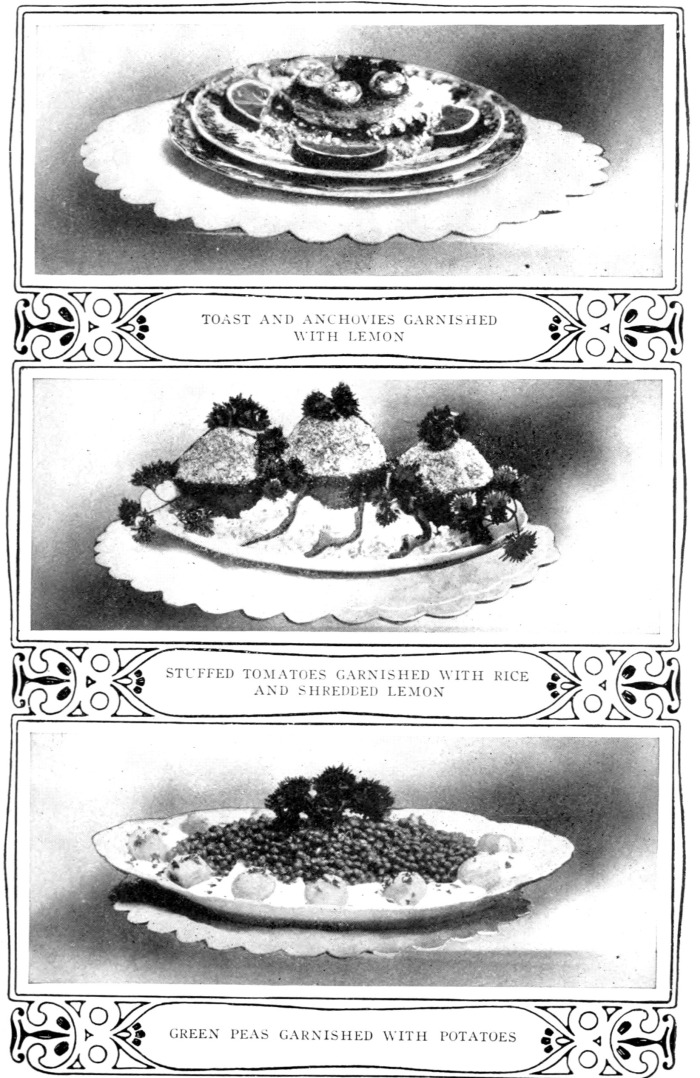 TOAST AND ANCHOVIES GARNISHED
WITH LEMON
STUFFED TOMATOES GARNISHED WITH RICE
AND SHREDDED LEMON
GREEN PEAS GARNISHED WITH POTATOES